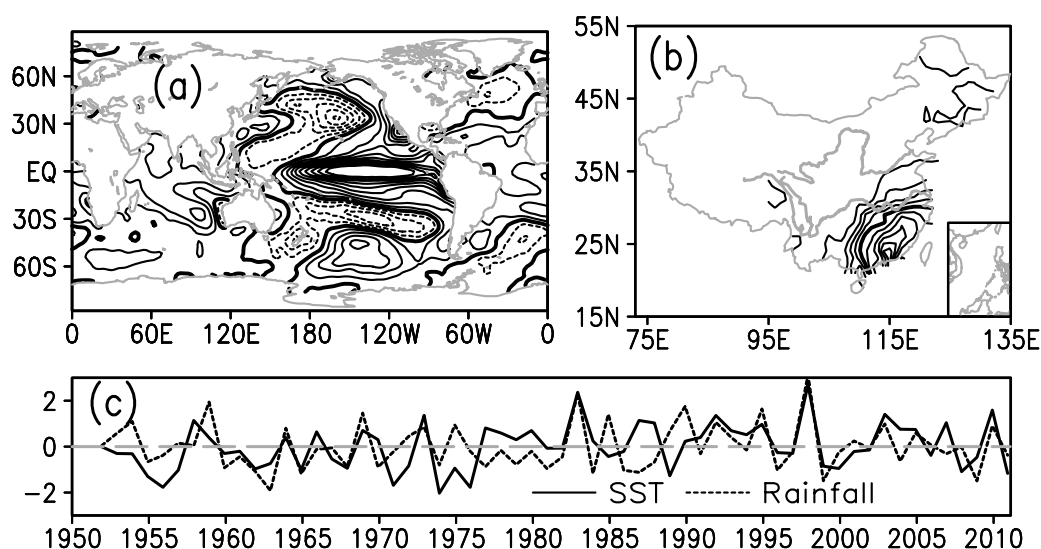 (a)
60N
30N
EQ
30S
60S
0 60E 120E 180 120W 60W 0
(b)
55N
45N
35N
25N
15N
75E 95E 115E 135E
(c)
2
0
-2
SST Rainfall
1950 1955 1960 1965 1970 1975 1980 1985 1990 1995 2000 2005 2010